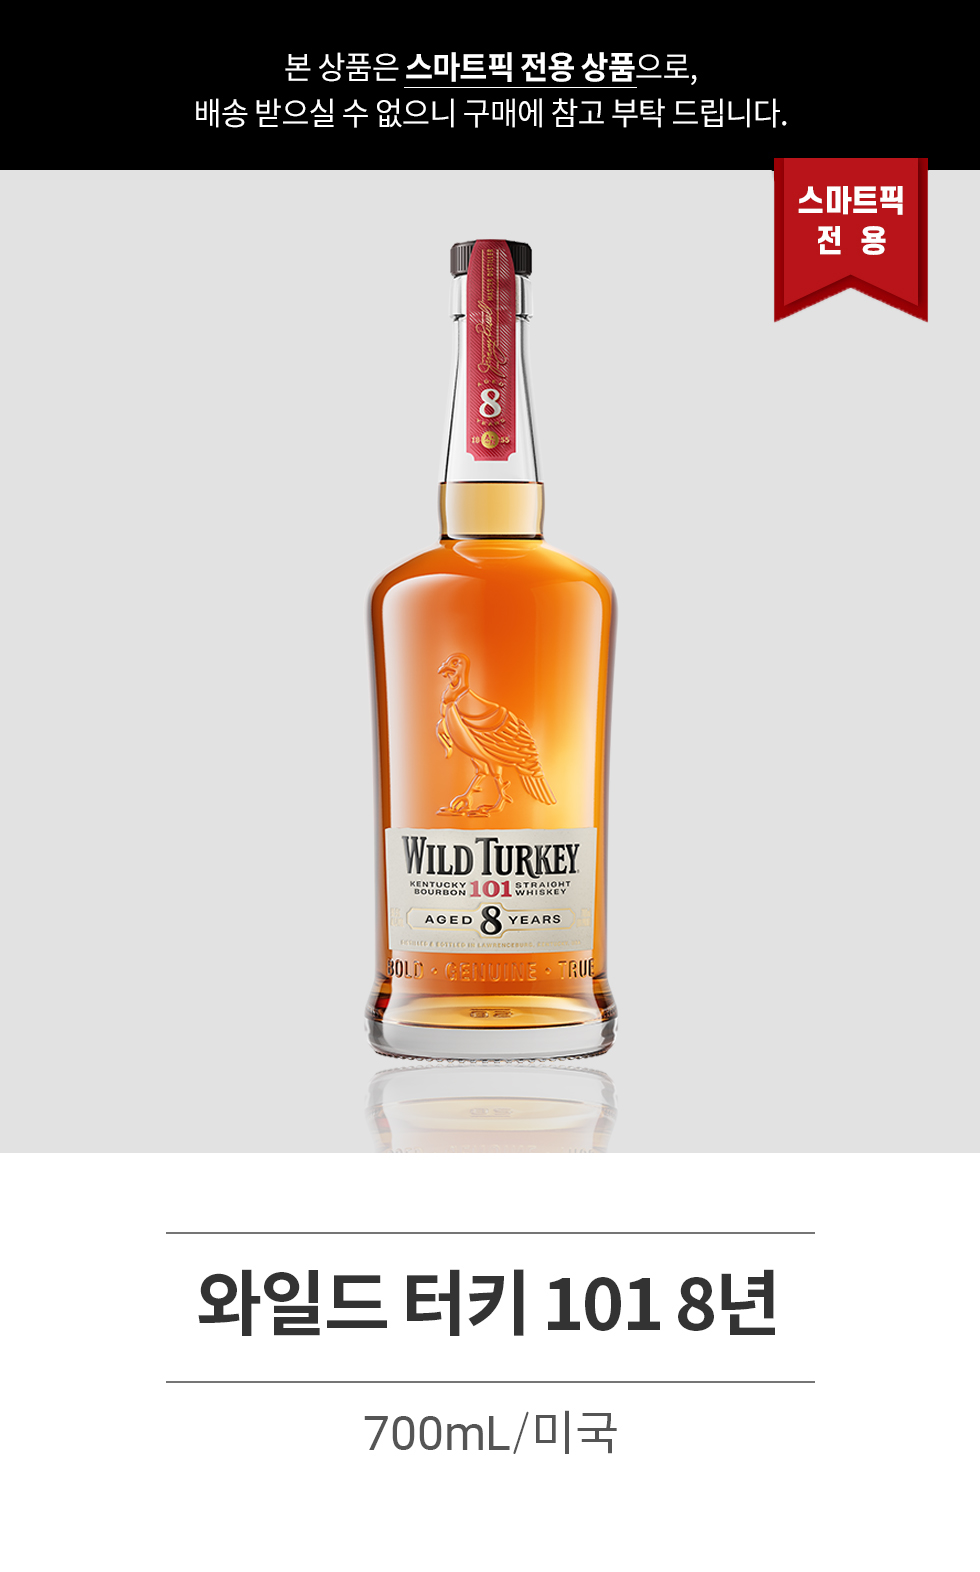 본 상품은 스마트픽 전용 상품으로,
배송 받으실 수 없으니 구매에 참고 부탁 드립니다.
스마트픽
전 용
MASTER DISTILLER
8
WILD TURKEY
KENTUCKY 101 STRAIGHT
BOURBON WHISKEY
AGED 8 YEARS
BOLD · GENUINE · TRUE
와일드 터키 101 8년
700mL/미국